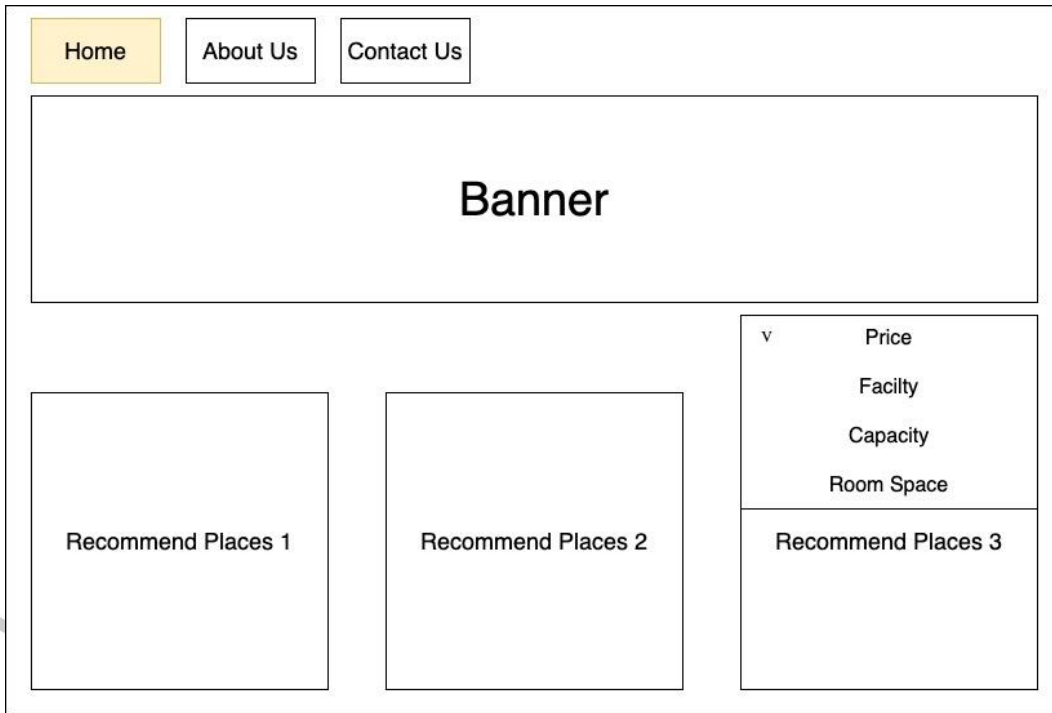 Home About Us Contact Us
Banner
v Price
Facilty
Capacity
Room Space
Recommend Places 1 Recommend Places 2 Recommend Places 3